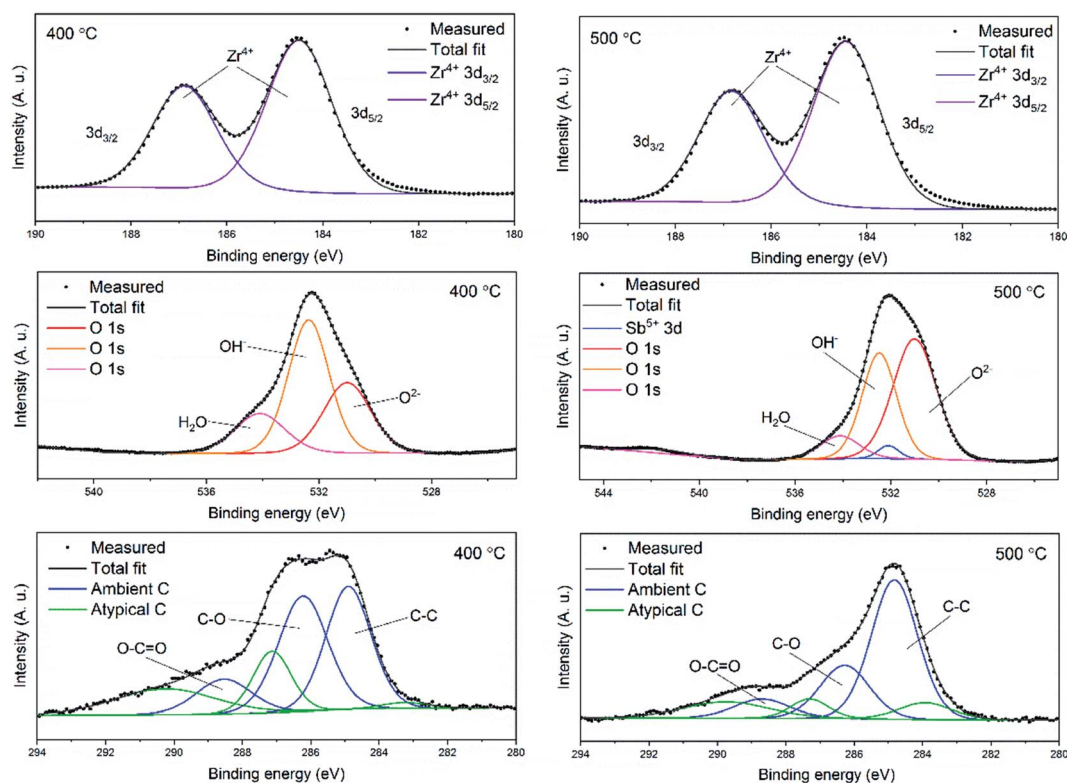 400 °C
Measured
Total fit
Zr4+ 3d3/2
Zr4+ 3d5/2
Zr4+
3d3/2
3d5/2
Intensity (A. u.)
190 188 186 184 182 180
Binding energy (eV)
500 °C
Measured
Total fit
Zr4+ 3d3/2
Zr4+ 3d5/2
Zr4+
3d3/2
3d5/2
Intensity (A. u.)
190 188 186 184 182 180
Binding energy (eV)
Measured
Total fit
O 1s
O 1s
O 1s
400 °C
OH-
H2O
O2-
Intensity (A. u.)
540 537 534 531 528
Binding energy (eV)
Measured
Total fit
Sb5+ 3d
O 1s
O 1s
O 1s
500 °C
OH-
H2O
O2-
Intensity (A. u.)
544 540 537 534 531 528
Binding energy (eV)
Measured
Total fit
Ambient C
Atypical C
400 °C
C-O
C-C
O-C=O
Intensity (A. u.)
294 292 290 288 286 284 282 280
Binding energy (eV)
Measured
Total fit
Ambient C
Atypical C
500 °C
C-C
C-O
O-C=O
Intensity (A. u.)
294 292 290 288 286 284 282 280
Binding energy (eV)